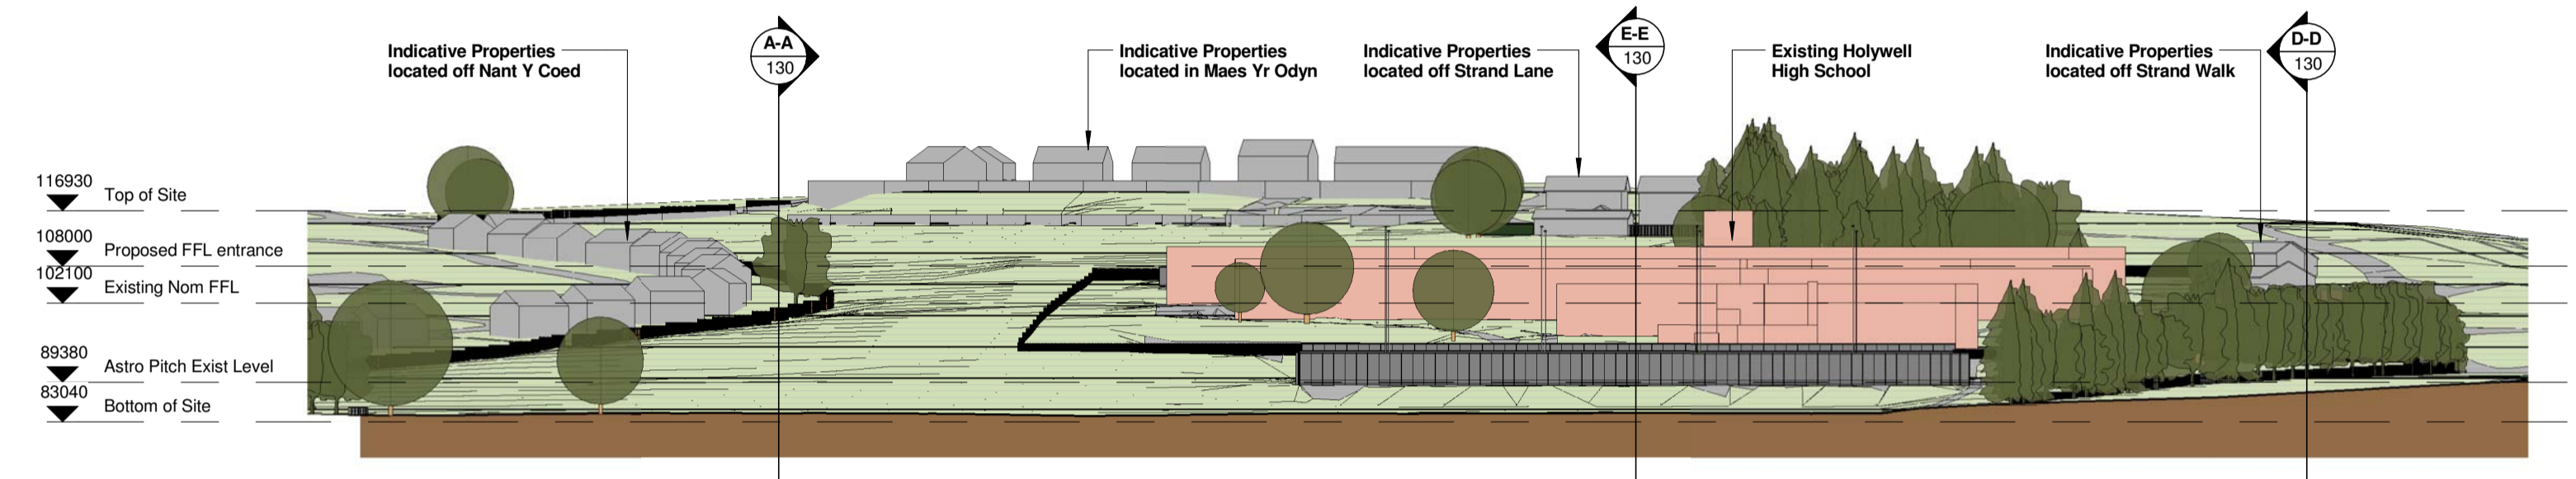 Indicative Properties
located off Nant Y Coed
A-A
130
Indicative Properties
located in Maes Yr Odyn
Indicative Properties
located off Strand Lane
E-E
130
Existing Holywell
High School
Indicative Properties
located off Strand Walk
D-D
130
116930
Top of Site
108000
Proposed FFL entrance
102100
Existing Nom FFL
89380
Astro Pitch Exist Level
83040
Bottom of Site